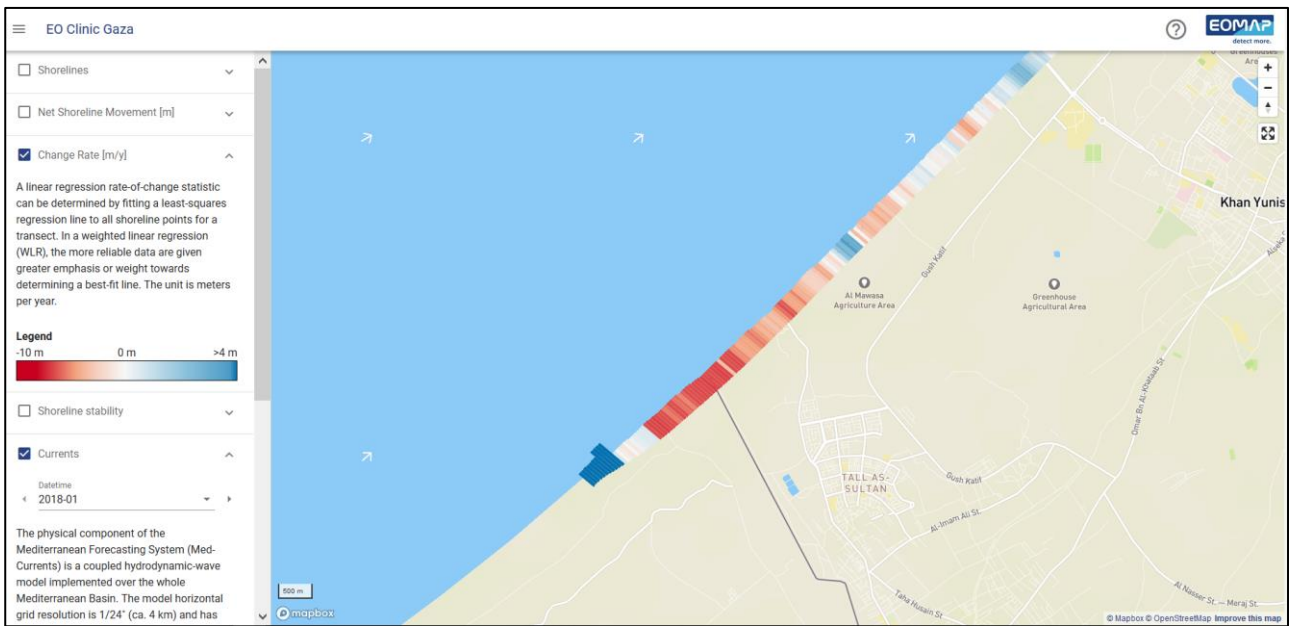 EO Clinic Gaza
EOMAP
detect more.
Shorelines
Net Shoreline Movement [m]
Change Rate [m/y]
A linear regression rate-of-change statistic
can be determined by fitting a least-squares
regression line to all shoreline points for a
transect. In a weighted linear regression
(WLR), the more reliable data are given
greater emphasis or weight towards
determining a best-fit line. The unit is meters
per year.
Legend
-10 m 0 m >4 m
Shoreline stability
Currents
Datetime
2018-01
The physical component of the
Mediterranean Forecasting System (Med-
Currents) is a coupled hydrodynamic-wave
model implemented over the whole
Mediterranean Basin. The model horizontal
grid resolution is 1/24° (ca. 4 km) and has
Khan Yunis
Gush Katif
Al Mawasa
Agriculture Area
Greenhouse
Agricultural Area
Omar Bn Al-Khataab St.
TALL AS-
SULTAN
Gush Katif
Al-Imam Ali St.
Taha Husain St.
Al Nasser St. — Meraj St.
500 m
mapbox
© Mapbox © OpenStreetMap Improve this map